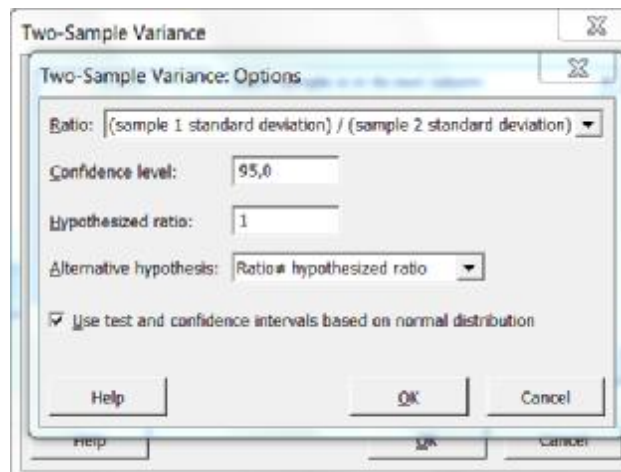 Two-Sample Variance
Two-Sample Variance: Options
Ratio: (sample 1 standard deviation) / (sample 2 standard deviation)
Confidence level: 95,0
Hypothesized ratio: 1
Alternative hypothesis: Ratio ≠ hypothesized ratio
Use test and confidence intervals based on normal distribution
Help OK Cancel
Help OK Cancel